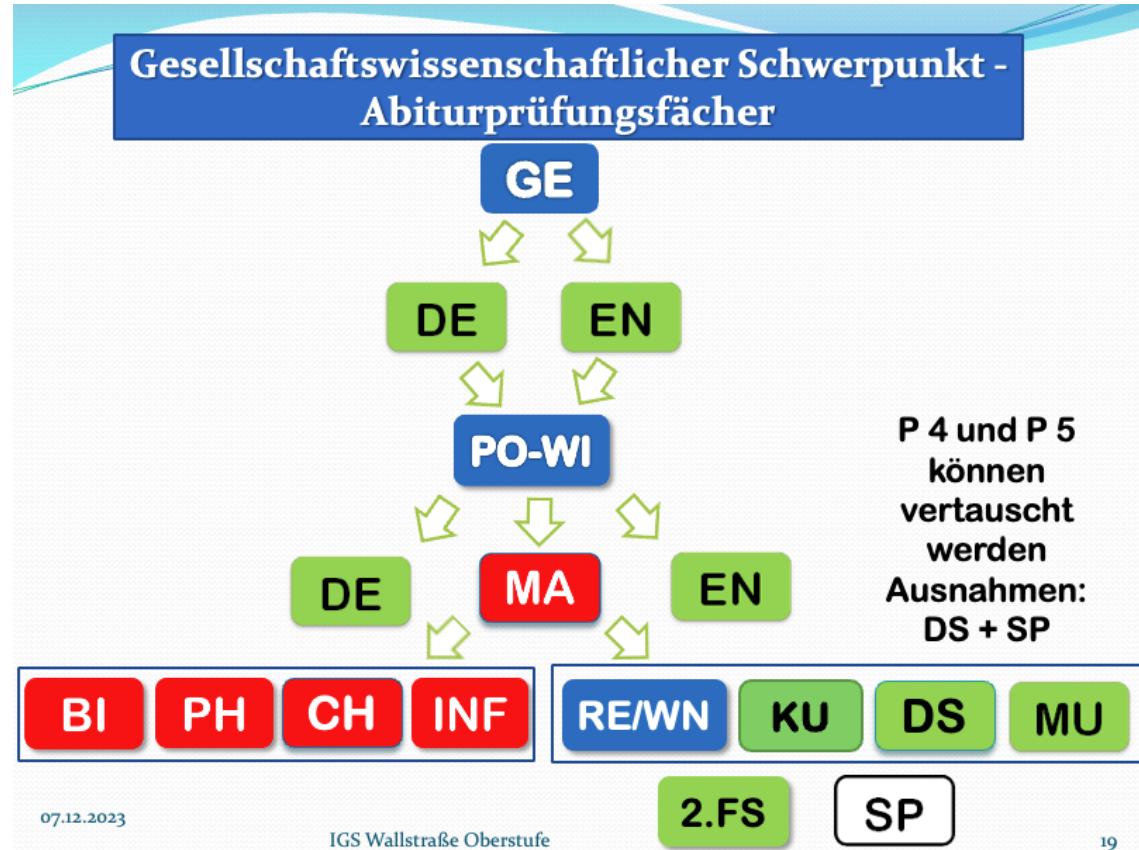 Gesellschaftswissenschaftlicher Schwerpunkt -
Abiturprüfungsfächer
GE
DE EN
PO-WI
P 4 und P 5
können
vertauscht
werden
Ausnahmen:
DS + SP
DE MA EN
BI PH CH INF RE/WN KU DS MU
2.FS SP
07.12.2023
IGS Wallstraße Oberstufe
19